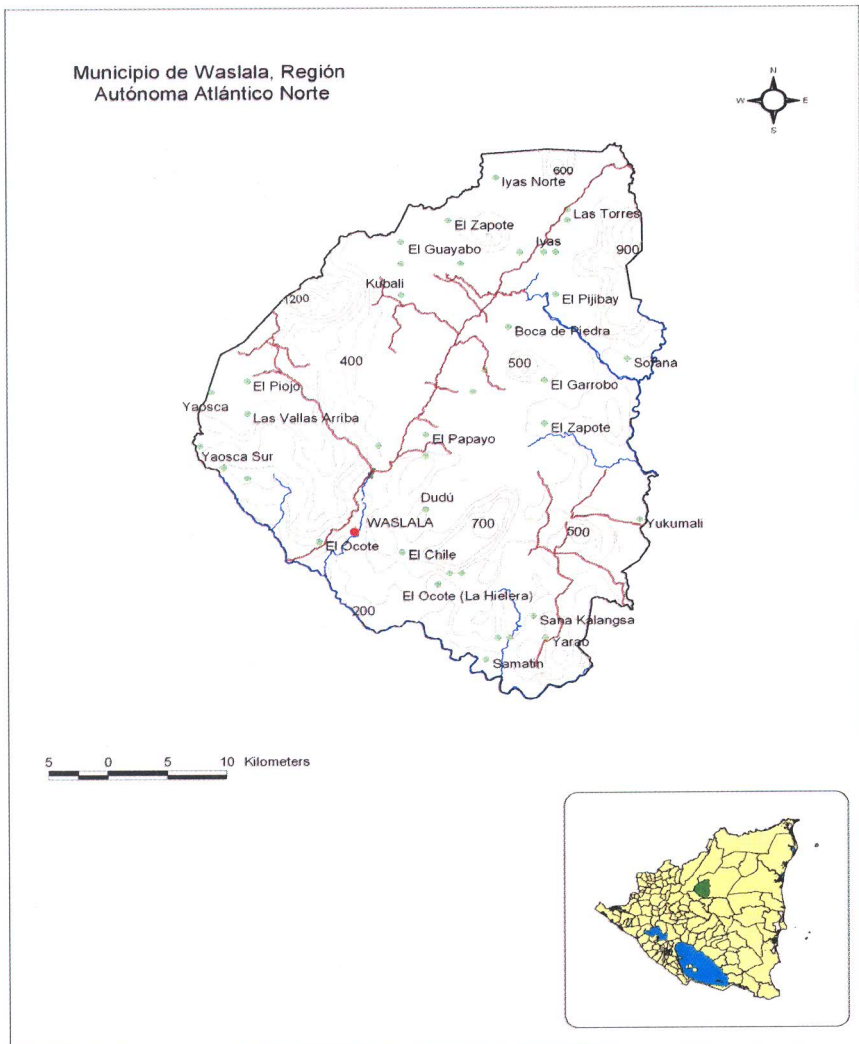 Municipio de Waslala, Región
Autónoma Atlántico Norte
N
W E
S
600
Iyas Norte
Las Torres
El Zapote
Iyas
El Guayabo
900
Kubali
1200
El Pijibay
Boca de Piedra
400
500
Sofana
El Piojo
El Garrobo
Yaosca
Las Vallas Arriba
El Zapote
El Papayo
Yaosca Sur
Dudú
WASLALA
700
Yukumali
500
El Ocote
El Chile
El Ocote (La Hielera)
200
Sana Kalangsa
Yarao
Samatin
5 0 5 10 Kilometers